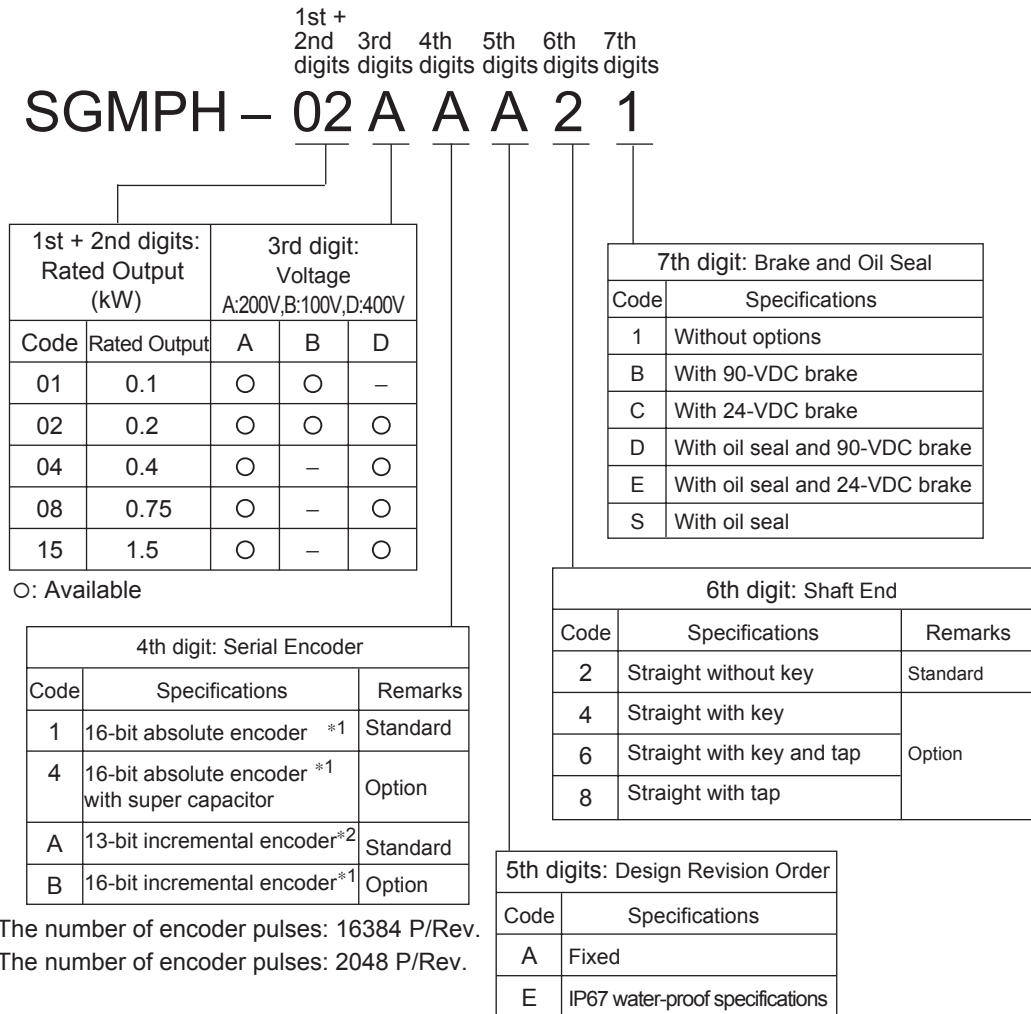 1st +
2nd 3rd 4th 5th 6th 7th
digits digits digits digits digits digits
SGMPH – 02 A A A 2 1
1st + 2nd digits:
Rated Output
(kW)
3rd digit:
Voltage
A:200V,B:100V,D:400V
Code Rated Output A B D
01 0.1 ○ ○ –
02 0.2 ○ ○ ○
04 0.4 ○ – ○
08 0.75 ○ – ○
15 1.5 ○ – ○
○: Available
7th digit: Brake and Oil Seal
Code Specifications
1 Without options
B With 90-VDC brake
C With 24-VDC brake
D With oil seal and 90-VDC brake
E With oil seal and 24-VDC brake
S With oil seal
4th digit: Serial Encoder
Code Specifications Remarks
1 16-bit absolute encoder *1 Standard
4 16-bit absolute encoder *1
with super capacitor Option
A 13-bit incremental encoder*2 Standard
B 16-bit incremental encoder*1 Option
The number of encoder pulses: 16384 P/Rev.
The number of encoder pulses: 2048 P/Rev.
6th digit: Shaft End
Code Specifications Remarks
2 Straight without key Standard
4 Straight with key
6 Straight with key and tap Option
8 Straight with tap
5th digits: Design Revision Order
Code Specifications
A Fixed
E IP67 water-proof specifications